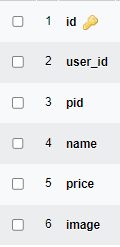 1 id
2 user_id
3 pid
4 name
5 price
6 image